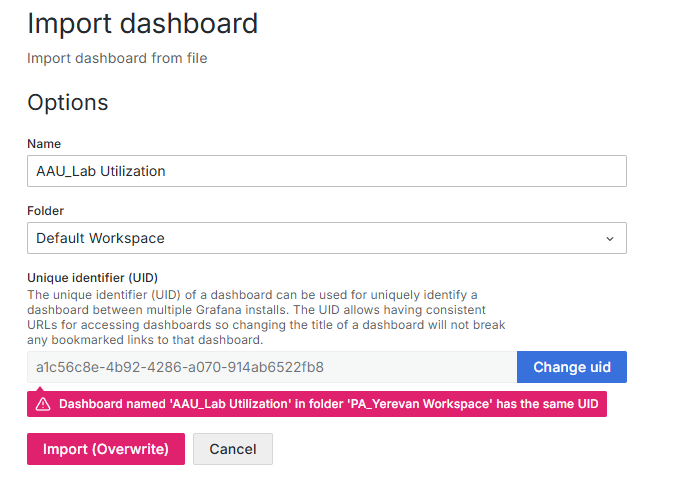 Import dashboard
Import dashboard from file
Options
Name
AAU_Lab Utilization
Folder
Default Workspace
Unique identifier (UID)
The unique identifier (UID) of a dashboard can be used for uniquely identify a
dashboard between multiple Grafana installs. The UID allows having consistent
URLs for accessing dashboards so changing the title of a dashboard will not break
any bookmarked links to that dashboard.
a1c56c8e-4b92-4286-a070-914ab6522fb8
Change uid
Dashboard named 'AAU_Lab Utilization' in folder 'PA_Yerevan Workspace' has the same UID
Import (Overwrite)
Cancel